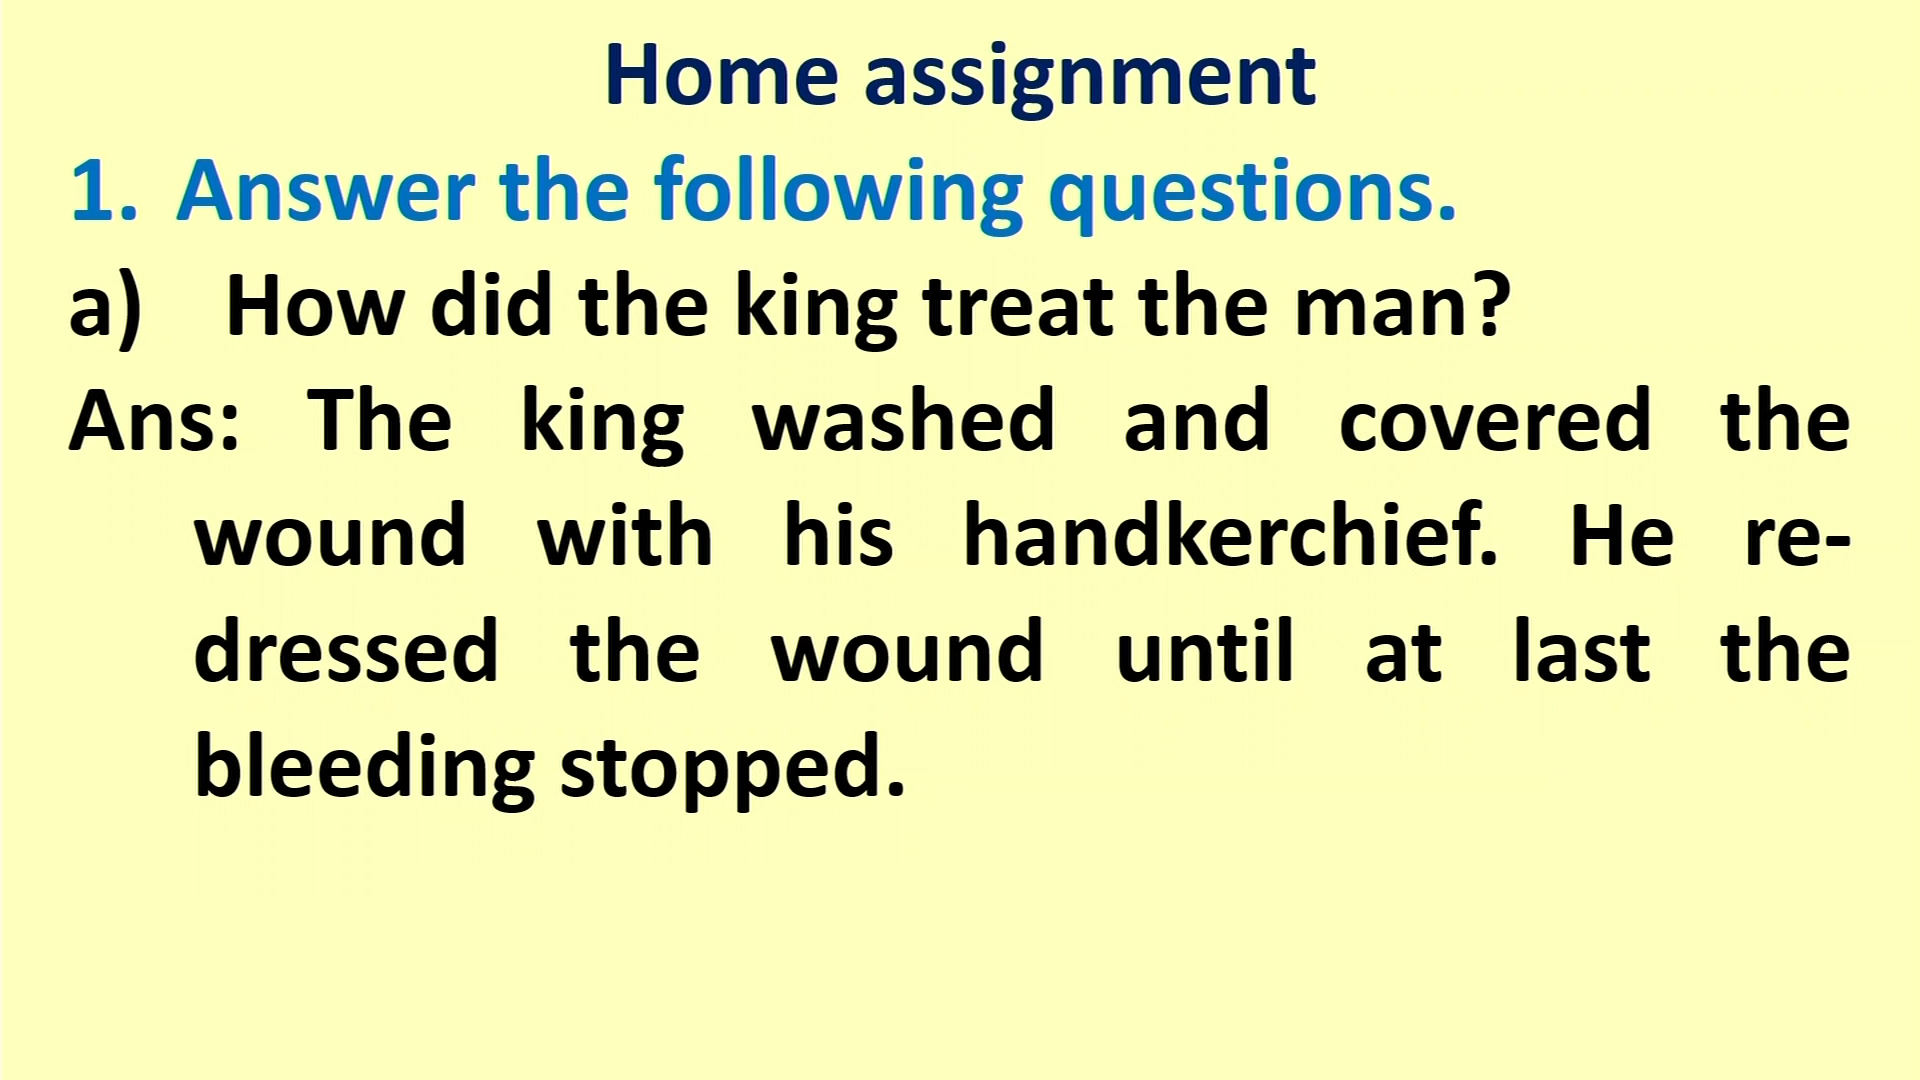 Home assignment
1. Answer the following questions.
a) How did the king treat the man?
Ans: The king washed and covered the
wound with his handkerchief. He re-
dressed the wound until at last the
bleeding stopped.